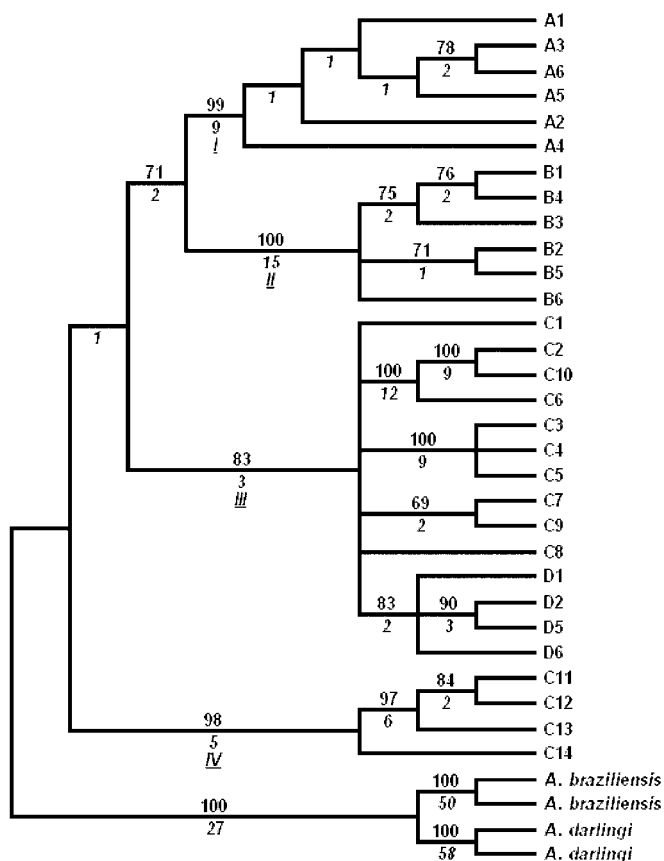 A1
78
A3
2
A6
1
1
A5
1
99
A2
9
I
A4
71
2
76
B1
75
2
B4
2
B3
100
71
B2
15
1
B5
II
B6
1
C1
100
C2
100
9
C10
12
C6
C3
100
C4
9
C5
83
3
III
69
C7
2
C9
C8
D1
83
90
D2
2
3
D5
D6
84
C11
97
2
C12
6
C13
98
5
IV
C14
100
A. braziliensis
50
A. braziliensis
100
27
100
A. darlingi
58
A. darlingi